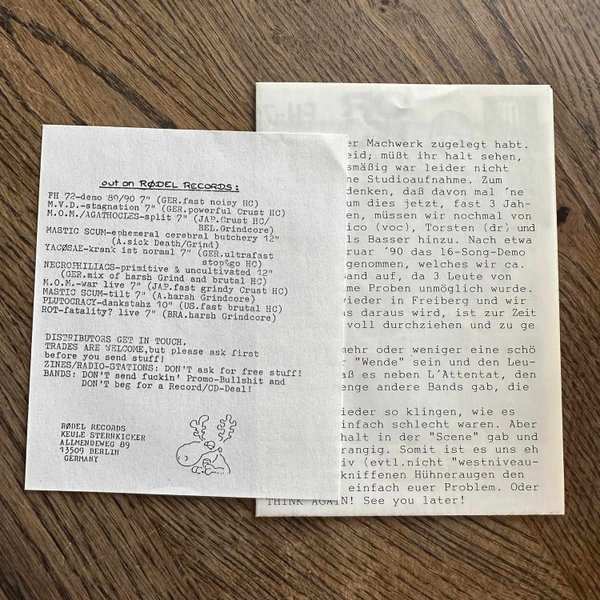 out on RØDEL RECORDS:
FH 72-demo 89/90 7" (GER.fast noisy HC)
M.V.D.-stagnation 7" (GER.powerful Crust HC)
M.O.M./AGATHOCLES-split 7" (JAP.Crust HC/
BEL.Grindcore)
MASTIC SCUM-ephemeral cerebral butchery 12"
(A.sick Death/Grind)
YACØSAE-krank ist normal 7" (GER.ultrafast
stop&go HC)
NECROPHILIACS-primitive & uncultivated 12"
(GER.mix of harsh Grind and brutal HC)
M.O.M.-war live 7" (JAP.fast grindy Crust HC)
MASTIC SCUM-tilt 7" (A.harsh Grindcore)
PLUTOCRACY-dankstahz 10" (US.fast brutal HC)
ROT-fatality? live 7" (BRA.harsh Grindcore)
DISTRIBUTORS GET IN TOUCH.
TRADES ARE WELCOME,but please ask first
before you send stuff!
ZINES/RADIO-STATIONS: DON'T ask for free stuff!
BANDS: DON'T send fuckin' Promo-Bullshit and
DON'T beg for a Record/CD-Deal!
RØDEL RECORDS
KEULE STERNKICKER
ALLMENDEWEG 89
13509 BERLIN
GERMANY
er Machwerk zugelegt habt.
eid; müßt ihr halt sehen,
smäßig war leider nicht
ne Studioaufnahme. Zum
denken, daß davon mal 'ne
um dies jetzt, fast 3 Jah-
en, müssen wir nochmal von
ico (voc), Torsten (dr) und
ls Basser hinzu. Nach etwa
ruar '90 das 16-Song-Demo
genommen, welches wir ca.
and auf, da 3 Leute von
me Proben unmöglich wurde.
wieder in Freiberg und wir
as daraus wird, ist zur Zeit
voll durchziehen und zu ge
mehr oder weniger eine schö
r "Wende" sein und den Leu-
aß es neben L'Attentat, den
enge andere Bands gab, die
ieder so klingen, wie es
einfach schlecht waren. Aber
halt in der "Scene" gab und
rangig. Somit ist es uns eh
iv (evtl.nicht "westniveau-
kniffenen Hühneraugen den
einfach euer Problem. Oder
THINK AGAIN! See you later!